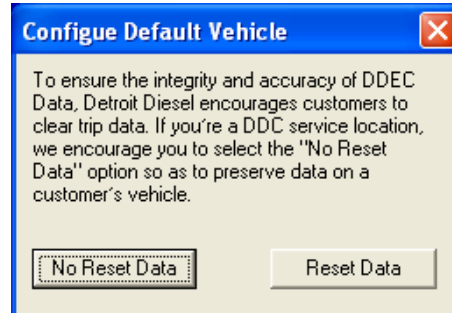 Configue Default Vehicle
To ensure the integrity and accuracy of DDEC
Data, Detroit Diesel encourages customers to
clear trip data. If you're a DDC service location,
we encourage you to select the "No Reset
Data" option so as to preserve data on a
customer's vehicle.
No Reset Data
Reset Data